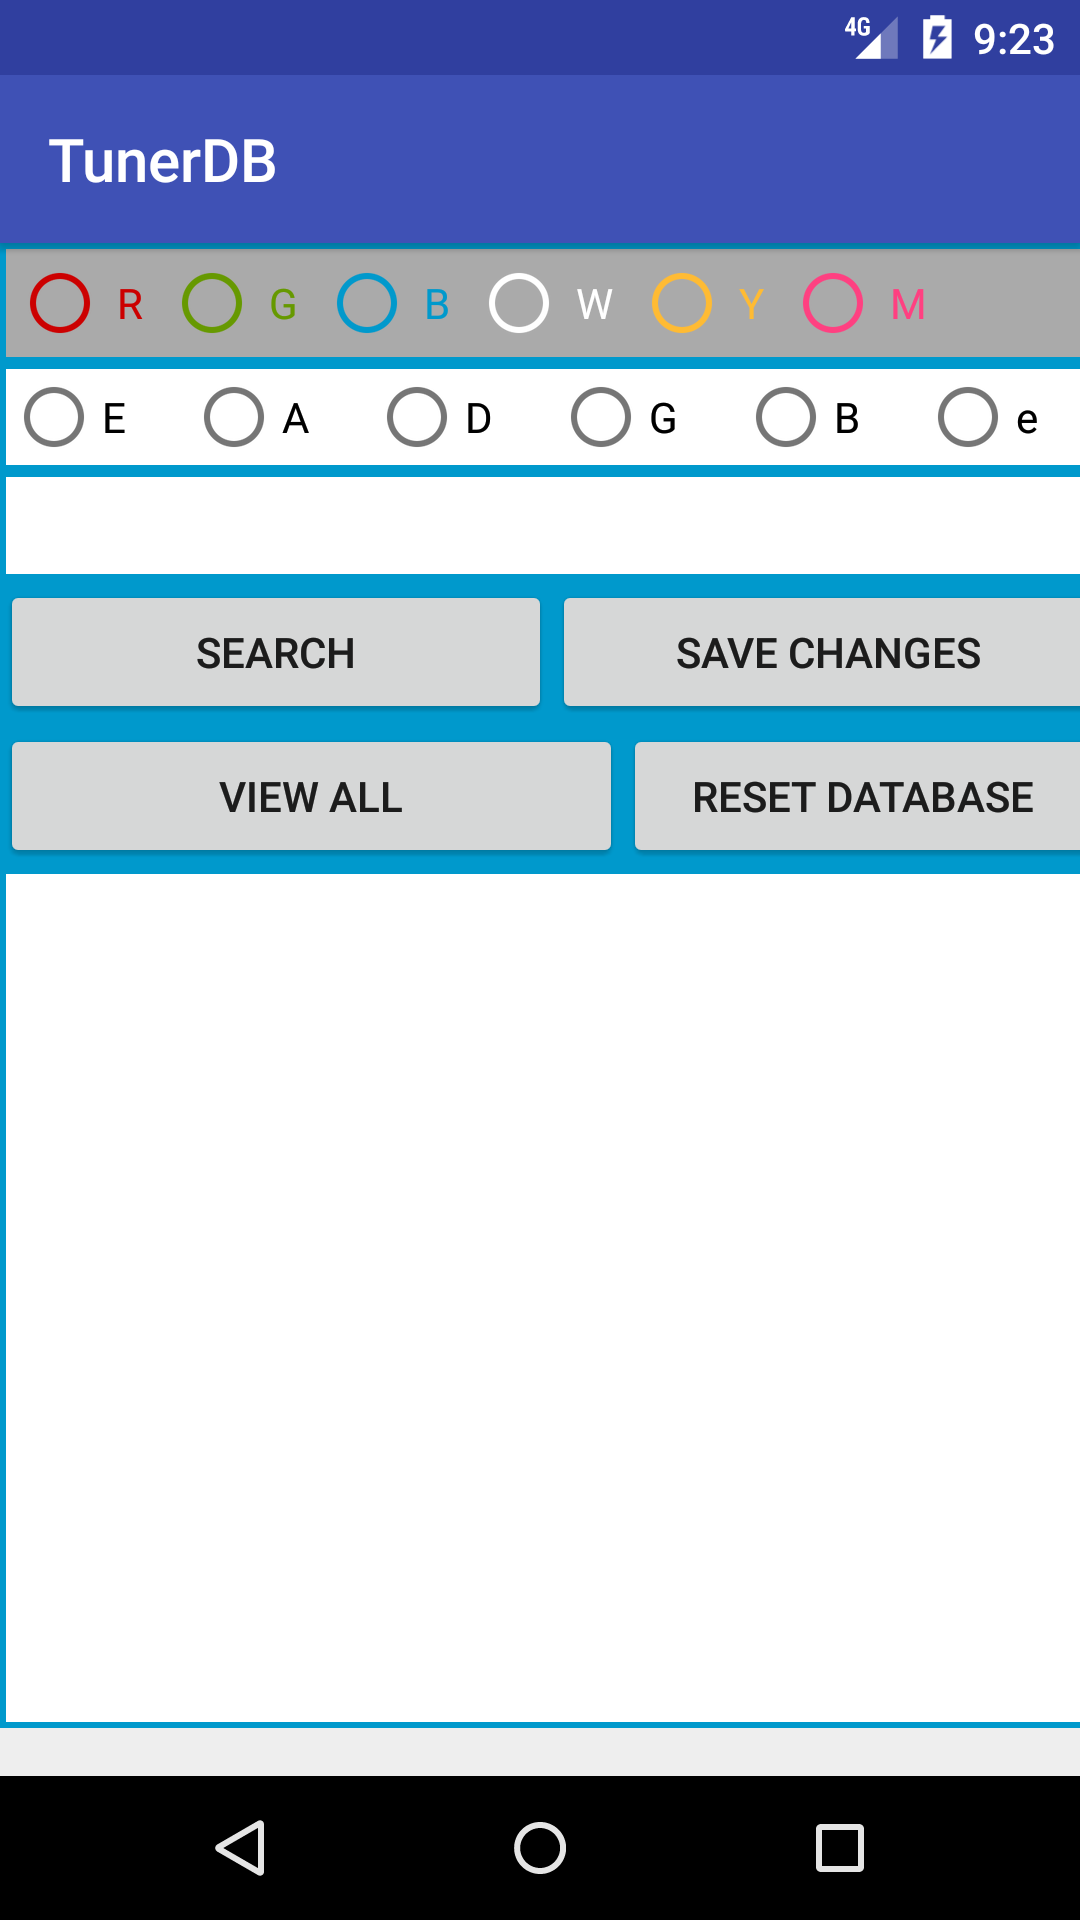 4G 9:23
TunerDB
R G B W Y M
E A D G B e
SEARCH SAVE CHANGES
VIEW ALL RESET DATABASE